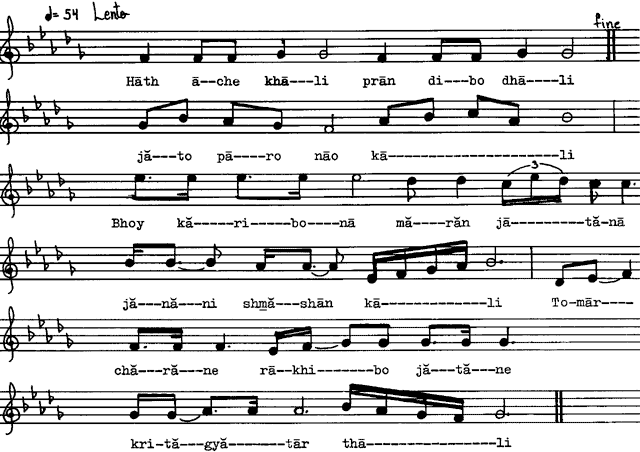 d= 54 Lento
fine
Hāth ā--che khā---li prān di---bo dhā----li
3
jă---to pā----ro nāo kā----------------------li
Bhoy kă-----ri-----bo----nā mă----răn jā---------tă-nā
jă---nă---ni shmă---shān kā-------------li To-mār----
chă---ră---ne rā--khi-------bo jă---tă---ne
kri-tă---gyă-------tār thā----------------li